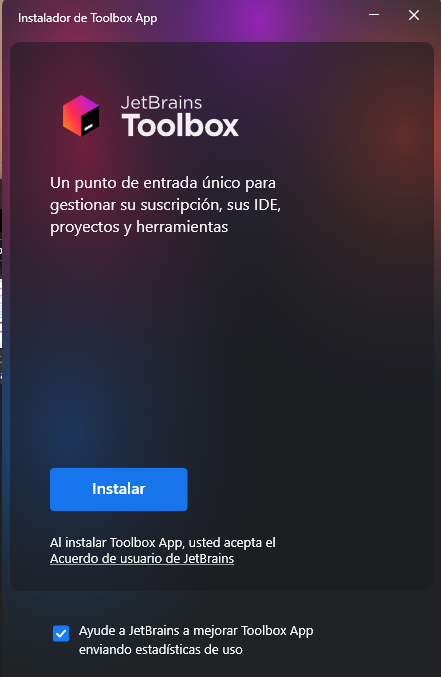 Instalador de Toolbox App
JetBrains
Toolbox
Un punto de entrada único para
gestionar su suscripción, sus IDE,
proyectos y herramientas
Instalar
Al instalar Toolbox App, usted acepta el
Acuerdo de usuario de JetBrains
Ayude a JetBrains a mejorar Toolbox App
enviando estadísticas de uso